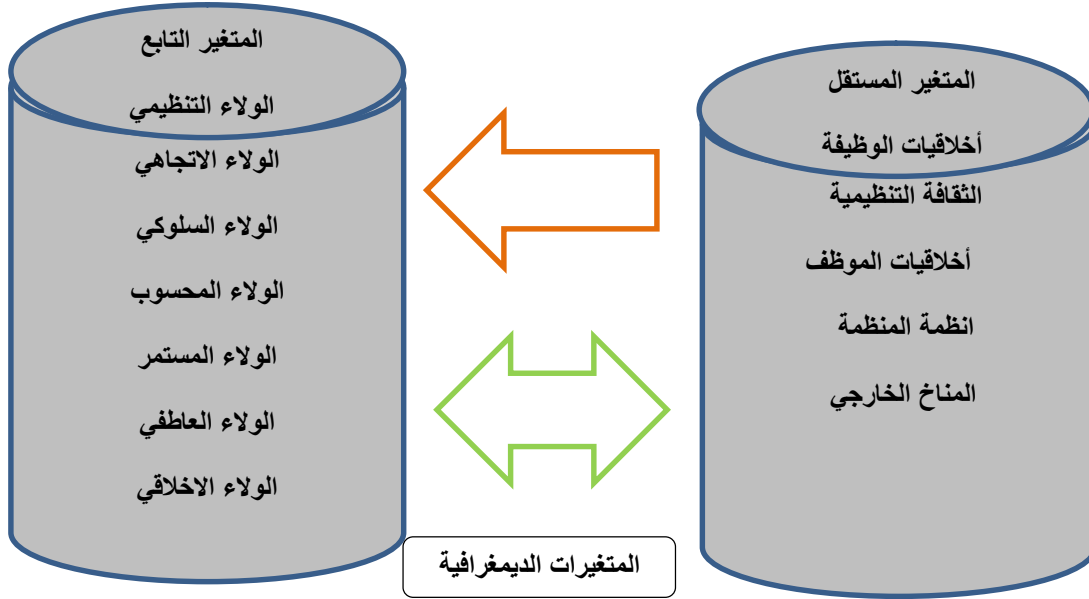 المتغير المستقل
أخلاقيات الوظيفة
الثقافة التنظيمية
أخلاقيات الموظف
انظمة المنظمة
المناخ الخارجي
المتغير التابع
الولاء التنظيمي
الولاء الاتجاهي
الولاء السلوكي
الولاء المحسوب
الولاء المستمر
الولاء العاطفي
الولاء الاخلاقي
المتغيرات الديمغرافية